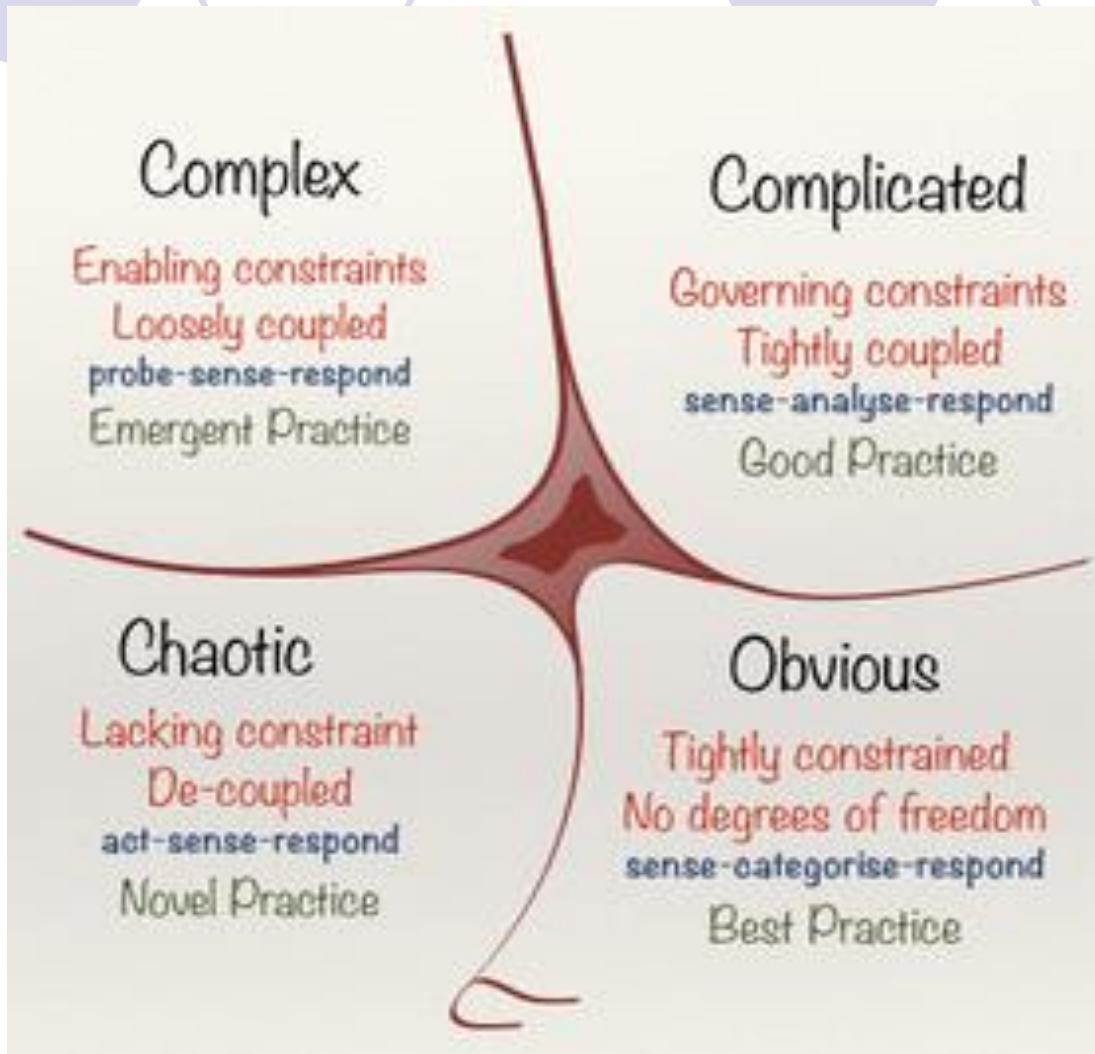 Complex
Enabling constraints
Loosely coupled
probe-sense-respond
Emergent Practice
Complicated
Governing constraints
Tightly coupled
sense-analyse-respond
Good Practice
Chaotic
Lacking constraint
De-coupled
act-sense-respond
Novel Practice
Obvious
Tightly constrained
No degrees of freedom
sense-categorise-respond
Best Practice